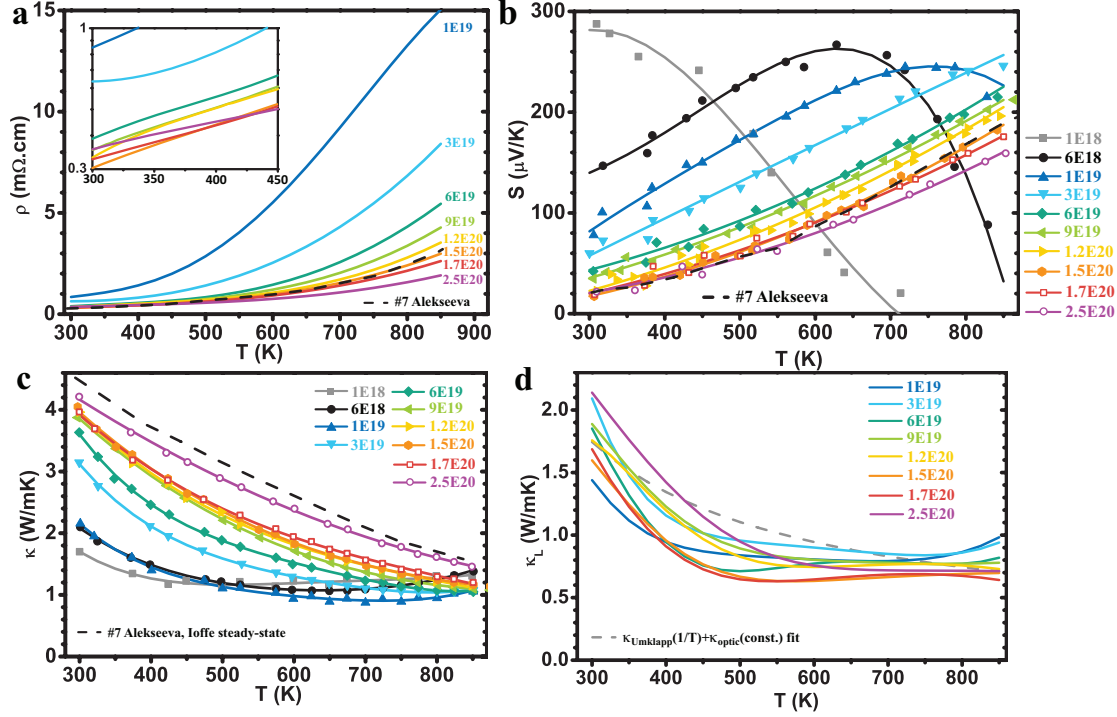 a
ρ (mΩ.cm)
15
10
5
0
1
0.3
300 350 400 450
1E19
3E19
6E19
9E19
1.2E20
1.5E20
1.7E20
2.5E20
#7 Alekseeva
300 400 500 600 700 800 900
T (K)
b
S (μV/K)
300
200
100
0
#7 Alekseeva
300 400 500 600 700 800
T (K)
1E18
6E18
1E19
3E19
6E19
9E19
1.2E20
1.5E20
1.7E20
2.5E20
c
κ (W/mK)
4
3
2
1
0
1E18
6E18
1E19
3E19
6E19
9E19
1.2E20
1.5E20
1.7E20
2.5E20
#7 Alekseeva, Ioffe steady-state
300 400 500 600 700 800
T (K)
d
κL (W/mK)
2.0
1.5
1.0
0.5
0.0
1E19
3E19
6E19
9E19
1.2E20
1.5E20
1.7E20
2.5E20
κUmklapp(1/T)+κoptic(const.) fit
300 400 500 600 700 800
T (K)